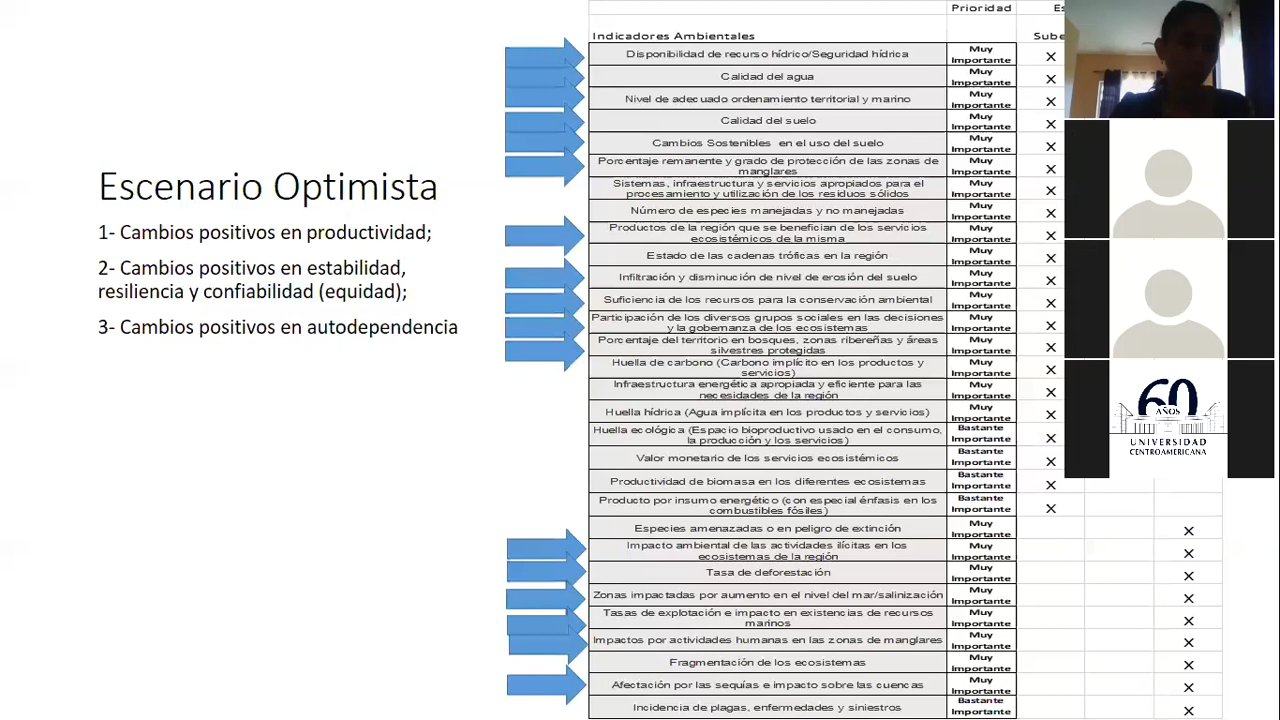 Escenario Optimista
1- Cambios positivos en productividad;
2- Cambios positivos en estabilidad,
resiliencia y confiabilidad (equidad);
3- Cambios positivos en autodependencia
Prioridad
Indicadores Ambientales
Sube
Disponibilidad de recurso hídrico/Seguridad hídrica
Muy
Importante
X
Calidad del agua
Muy
Importante
X
Nivel de adecuado ordenamiento territorial y marino
Muy
Importante
X
Calidad del suelo
Muy
Importante
X
Cambios Sostenibles en el uso del suelo
Muy
Importante
X
Porcentaje remanente y grado de protección de las zonas de
manglares
Muy
Importante
X
Sistemas, infraestructura y servicios apropiados para el
procesamiento y utilización de los residuos sólidos
Muy
Importante
X
Número de especies manejadas y no manejadas
Muy
Importante
X
Productos de la región que se benefician de los servicios
ecosistémicos de la misma
Muy
Importante
X
Estado de las cadenas tróficas en la región
Muy
Importante
X
Infiltración y disminución de nivel de erosión del suelo
Muy
Importante
X
Suficiencia de los recursos para la conservación ambiental
Muy
Importante
X
Participación de los diversos grupos sociales en las decisiones
y la gobernanza de los ecosistemas
Muy
Importante
X
Porcentaje del territorio en bosques, zonas ribereñas y áreas
silvestres protegidas
Muy
Importante
X
Huella de carbono (Carbono implícito en los productos y
servicios)
Muy
Importante
X
Infraestructura energética apropiada y eficiente para las
necesidades de la región
Muy
Importante
X
Huella hídrica (Agua implícita en los productos y servicios)
Muy
Importante
X
Huella ecológica (Espacio bioproductivo usado en el consumo,
la producción y los servicios)
Bastante
Importante
X
Valor monetario de los servicios ecosistémicos
Bastante
Importante
X
Productividad de biomasa en los diferentes ecosistemas
Bastante
Importante
X
Producto por insumo energético (con especial énfasis en los
combustibles fósiles)
Bastante
Importante
X
Especies amenazadas o en peligro de extinción
Muy
Importante
X
Impacto ambiental de las actividades ilícitas en los
ecosistemas de la región
Muy
Importante
X
Tasa de deforestación
Muy
Importante
X
Zonas impactadas por aumento en el nivel del mar/salinización
Muy
Importante
X
Tasas de explotación e impacto en existencias de recursos
marinos
Muy
Importante
X
Impactos por actividades humanas en las zonas de manglares
Muy
Importante
X
Fragmentación de los ecosistemas
Muy
Importante
X
Afectación por las sequías e impacto sobre las cuencas
Muy
Importante
X
Incidencia de plagas, enfermedades y siniestros
Bastante
Importante
X
60
AÑOS
UNIVERSIDAD
CENTROAMERICANA